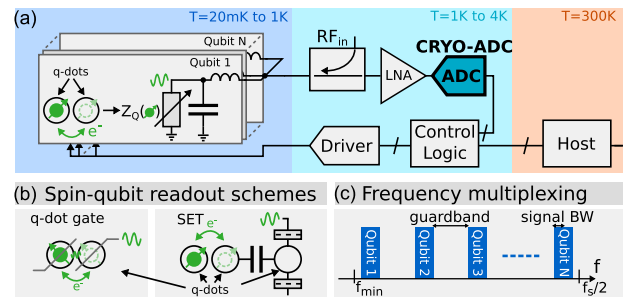 (a)
T=20mK to 1K
T=1K to 4K
T=300K
Qubit N
Qubit 1
q-dots
Z_Q( )
e-
RF_in
LNA
CRYO-ADC
ADC
Driver
Control
Logic
Host
(b) Spin-qubit readout schemes
q-dot gate
e-
SET
e-
q-dots
(c) Frequency multiplexing
guardband
signal BW
Qubit 1
Qubit 2
Qubit 3
Qubit N
f
f_min
f_s/2